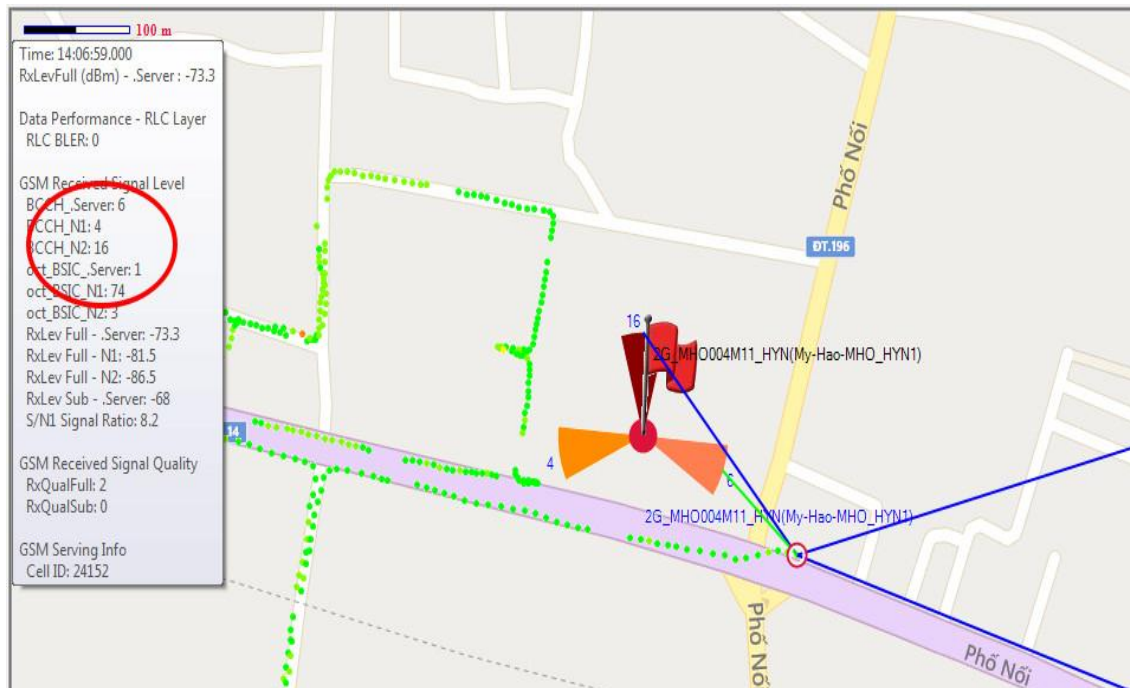 100 m
Time: 14:06:59.000
RxLevFull (dBm) - .Server : -73.3
Data Performance - RLC Layer
RLC BLER: 0
GSM Received Signal Level
BCCH_.Server: 6
BCCH_N1: 4
BCCH_N2: 16
oct_BSIC_.Server: 1
oct_BSIC_N1: 74
oct_BSIC_N2: 3
RxLev Full - .Server: -73.3
RxLev Full - N1: -81.5
RxLev Full - N2: -86.5
RxLev Sub - .Server: -68
S/N1 Signal Ratio: 8.2
GSM Received Signal Quality
RxQualFull: 2
RxQualSub: 0
GSM Serving Info
Cell ID: 24152
Phố Nối
ĐT.196
16
2G_MHO004M11_HYN(My-Hao-MHO_HYN1)
14
4
6
2G_MHO004M11_HYN(My-Hao-MHO_HYN1)
Phố Nối
Phố Nối